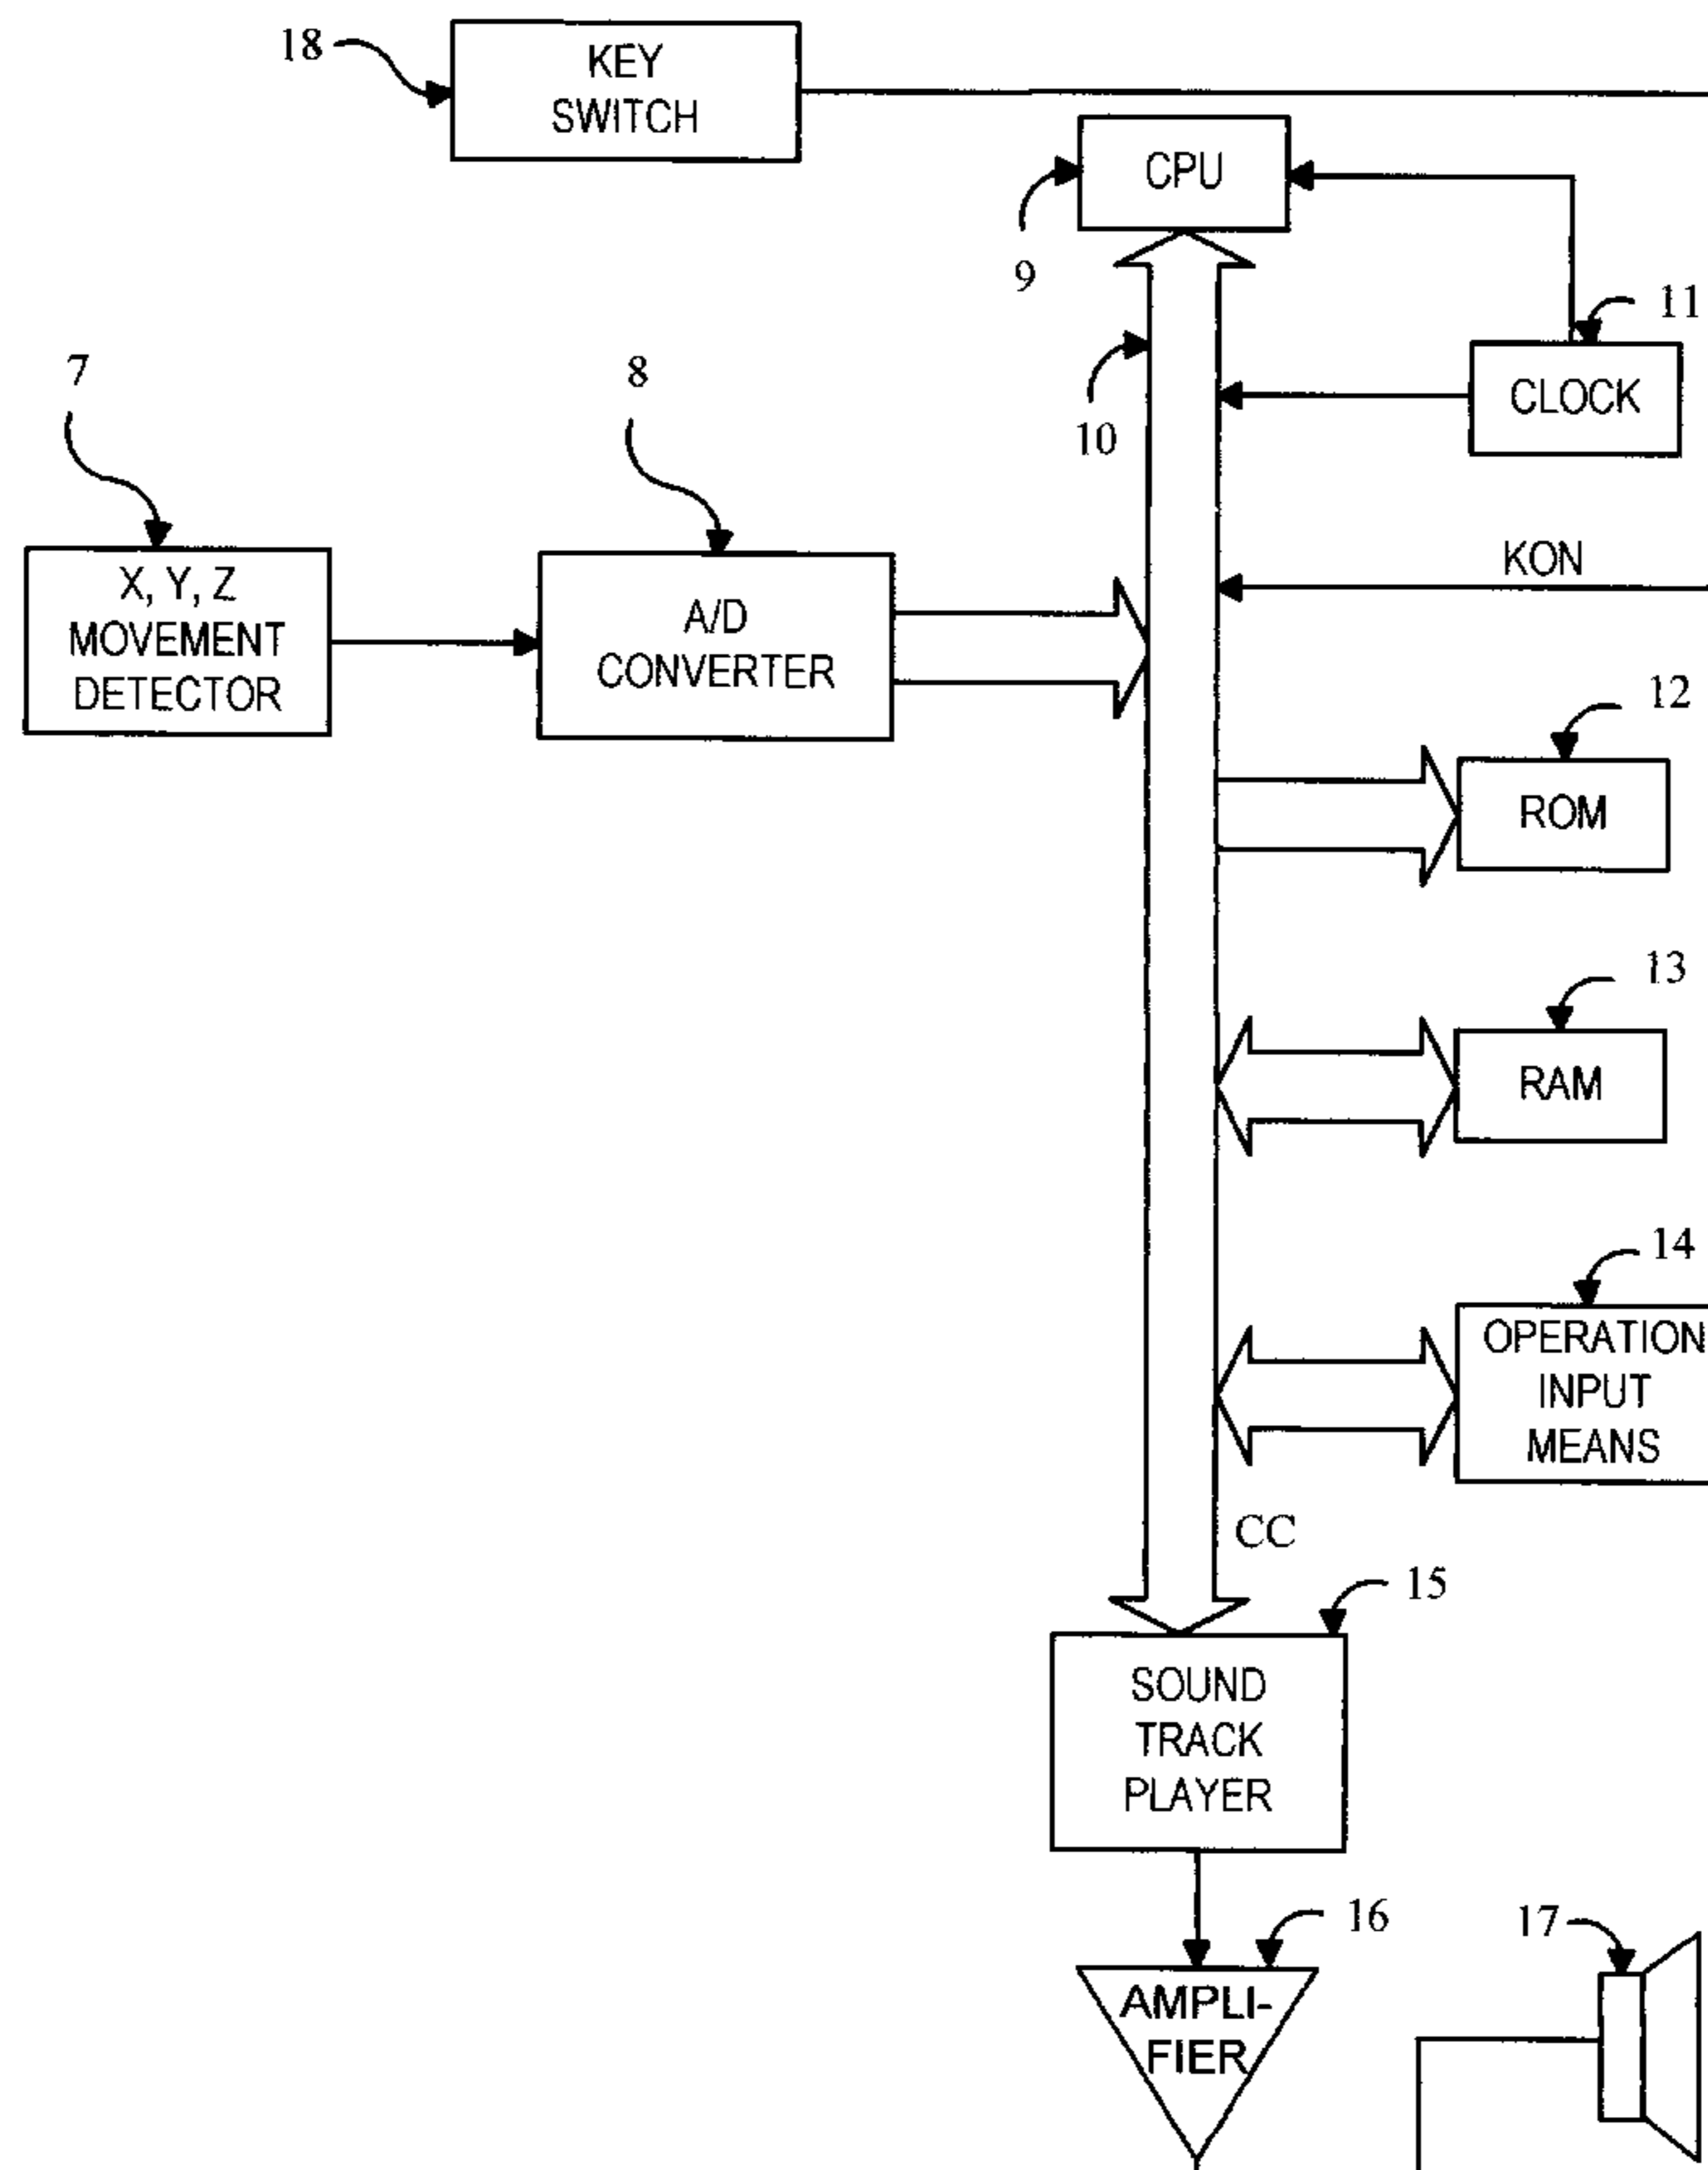 18
KEY
SWITCH
CPU
9
11
CLOCK
10
7
8
KON
X, Y, Z
MOVEMENT
DETECTOR
A/D
CONVERTER
12
ROM
13
RAM
14
OPERATION
INPUT
MEANS
CC
15
SOUND
TRACK
PLAYER
16
17
AMPLI-
FIER